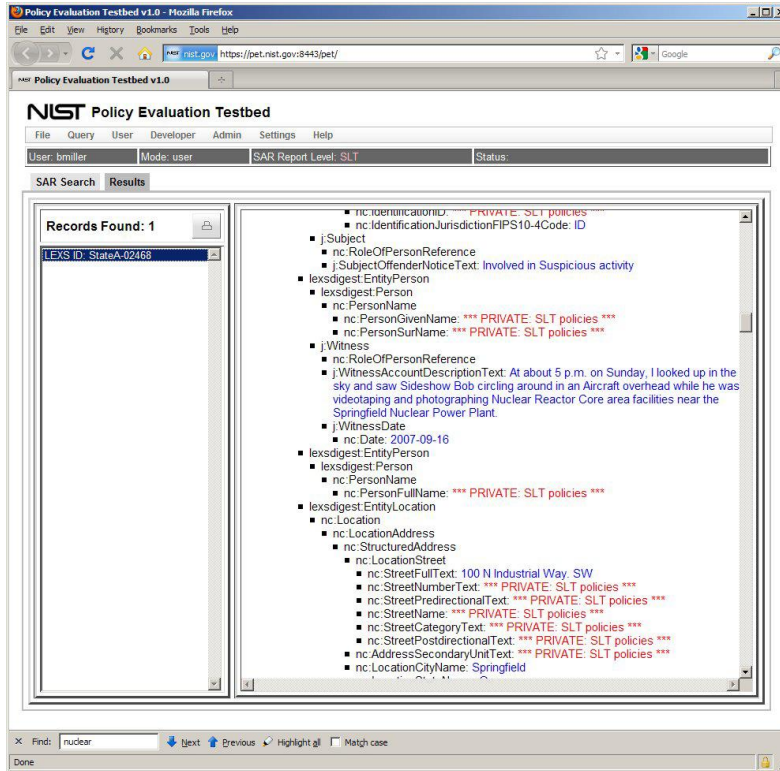 Policy Evaluation Testbed v1.0 - Mozilla Firefox
File Edit View History Bookmarks Tools Help
NIST nist.gov https://pet.nist.gov:8443/pet/ Google
NIST Policy Evaluation Testbed v1.0
NIST Policy Evaluation Testbed
File Query User Developer Admin Settings Help
User: bmiller Mode: user SAR Report Level: SLT Status:
SAR Search Results
Records Found: 1
LEXS ID: StateA-02468
nc:IdentificationID: *** PRIVATE: SLT policies ***
nc:IdentificationJurisdictionFIPS10-4Code: ID
j:Subject
nc:RoleOfPersonReference
j:SubjectOffenderNoticeText: Involved in Suspicious activity
lexsdigest:EntityPerson
lexsdigest:Person
nc:PersonName
nc:PersonGivenName: *** PRIVATE: SLT policies ***
nc:PersonSurName: *** PRIVATE: SLT policies ***
j:Witness
nc:RoleOfPersonReference
j:WitnessAccountDescriptionText: At about 5 p.m. on Sunday, I looked up in the
sky and saw Sideshow Bob circling around in an Aircraft overhead while he was
videotaping and photographing Nuclear Reactor Core area facilities near the
Springfield Nuclear Power Plant.
j:WitnessDate
nc:Date: 2007-09-16
lexsdigest:EntityPerson
lexsdigest:Person
nc:PersonName
nc:PersonFullName: *** PRIVATE: SLT policies ***
lexsdigest:EntityLocation
nc:Location
nc:LocationAddress
nc:StructuredAddress
nc:LocationStreet
nc:StreetFullText: 100 N Industrial Way. SW
nc:StreetNumberText: *** PRIVATE: SLT policies ***
nc:StreetPredirectionalText: *** PRIVATE: SLT policies ***
nc:StreetName: *** PRIVATE: SLT policies ***
nc:StreetCategoryText: *** PRIVATE: SLT policies ***
nc:StreetPostdirectionalText: *** PRIVATE: SLT policies ***
nc:AddressSecondaryUnitText: *** PRIVATE: SLT policies ***
nc:LocationCityName: Springfield
Find: nuclear Next Previous Highlight all Match case
Done